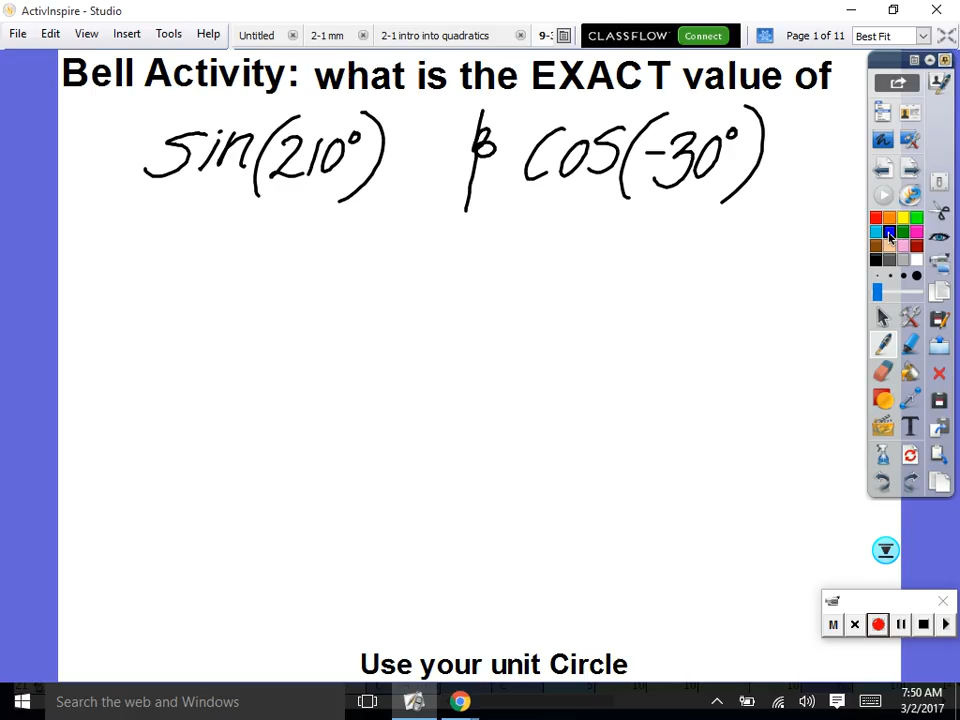 ActivInspire - Studio
File Edit View Insert Tools Help Untitled 2-1 mm 2-1 intro into quadratics 9-3 CLASSFLOW Connect Page 1 of 11 Best Fit
Bell Activity: what is the EXACT value of
sin(210°) & cos(-30°)
Use your unit Circle
M
Search the web and Windows
7:50 AM
3/2/2017